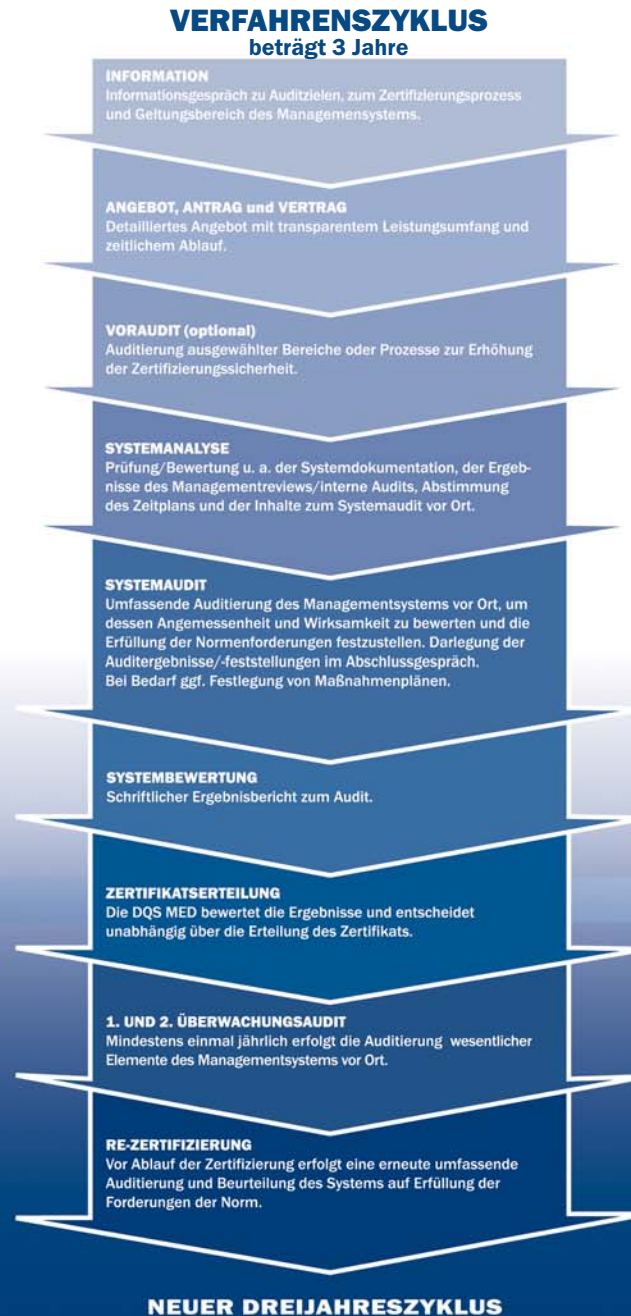 VERFAHRENSZYKLUS
beträgt 3 Jahre
INFORMATION
Informationsgespräch zu Auditzielen, zum Zertifizierungsprozess
und Geltungsbereich des Managemensystems.
ANGEBOT, ANTRAG und VERTRAG
Detailliertes Angebot mit transparentem Leistungsumfang und
zeitlichem Ablauf.
VORAUDIT (optional)
Auditierung ausgewählter Bereiche oder Prozesse zur Erhöhung
der Zertifizierungssicherheit.
SYSTEMANALYSE
Prüfung/Bewertung u. a. der Systemdokumentation, der Ergeb-
nisse des Managementreviews/interne Audits, Abstimmung
des Zeitplans und der Inhalte zum Systemaudit vor Ort.
SYSTEMAUDIT
Umfassende Auditierung des Managementsystems vor Ort, um
dessen Angemessenheit und Wirksamkeit zu bewerten und die
Erfüllung der Normenforderungen festzustellen. Darlegung der
Auditergebnisse/-feststellungen im Abschlussgespräch.
Bei Bedarf ggf. Festlegung von Maßnahmenplänen.
SYSTEMBEWERTUNG
Schriftlicher Ergebnisbericht zum Audit.
ZERTIFIKATSERTEILUNG
Die DQS MED bewertet die Ergebnisse und entscheidet
unabhängig über die Erteilung des Zertifikats.
1. UND 2. ÜBERWACHUNGSAUDIT
Mindestens einmal jährlich erfolgt die Auditierung wesentlicher
Elemente des Managementsystems vor Ort.
RE-ZERTIFIZIERUNG
Vor Ablauf der Zertifizierung erfolgt eine erneute umfassende
Auditierung und Beurteilung des Systems auf Erfüllung der
Forderungen der Norm.
NEUER DREIJAHRESZYKLUS